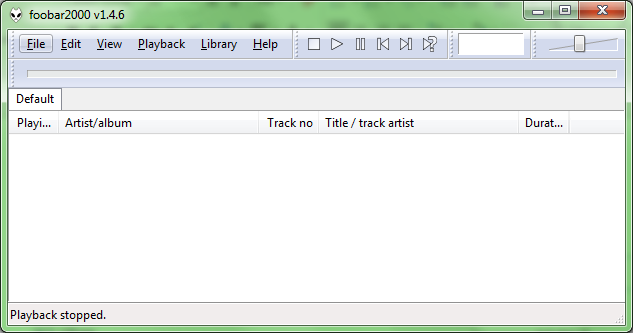 foobar2000 v1.4.6
File Edit View Playback Library Help
Default
Playi... Artist/album Track no Title / track artist Durat...
Playback stopped.